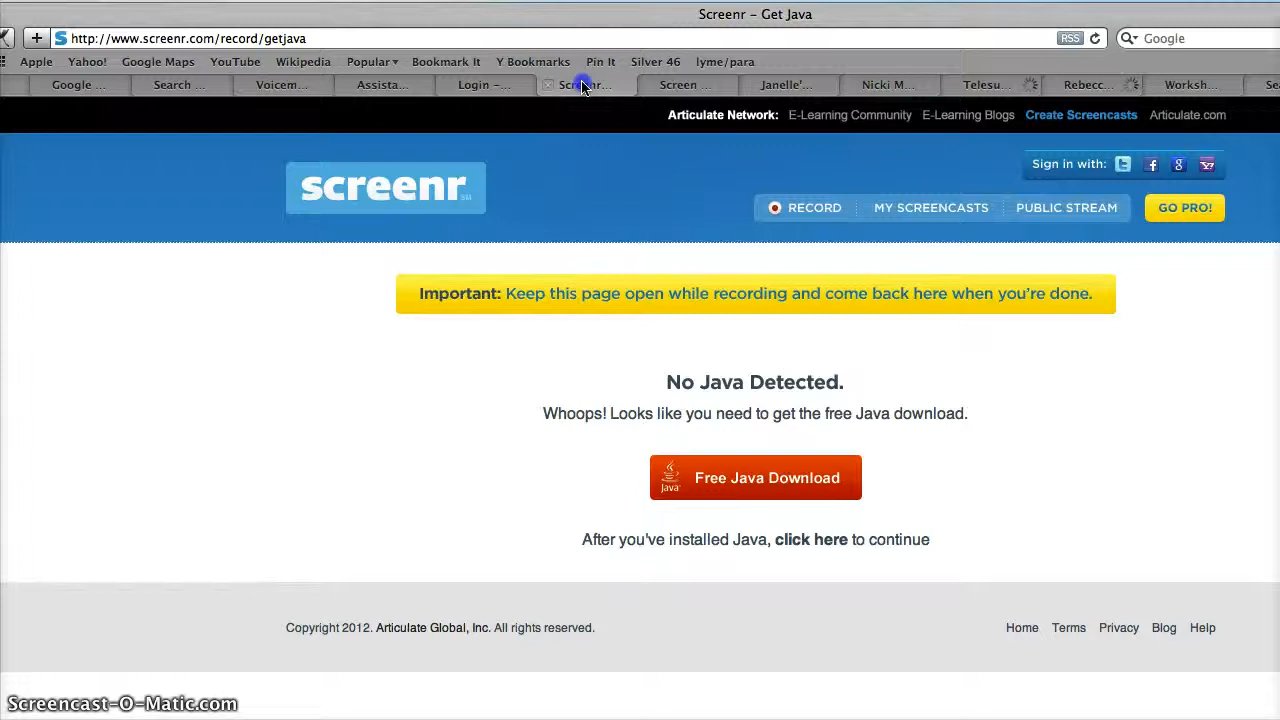 Screenr – Get Java
http://www.screenr.com/record/getjava RSS Google
Apple Yahoo! Google Maps YouTube Wikipedia Popular Bookmark It Y Bookmarks Pin It Silver 46 lyme/para
Google ... Search ... Voicem... Assista... Login –... Screenr... Screen ... Janelle'... Nicki M... Telesu... Rebecc... Worksh... Se
Articulate Network: E-Learning Community E-Learning Blogs Create Screencasts Articulate.com
Sign in with:
screenr SM
RECORD MY SCREENCASTS PUBLIC STREAM GO PRO!
Important: Keep this page open while recording and come back here when you're done.
No Java Detected.
Whoops! Looks like you need to get the free Java download.
Java Free Java Download
After you've installed Java, click here to continue
Copyright 2012. Articulate Global, Inc. All rights reserved. Home Terms Privacy Blog Help
Screencast-O-Matic.com